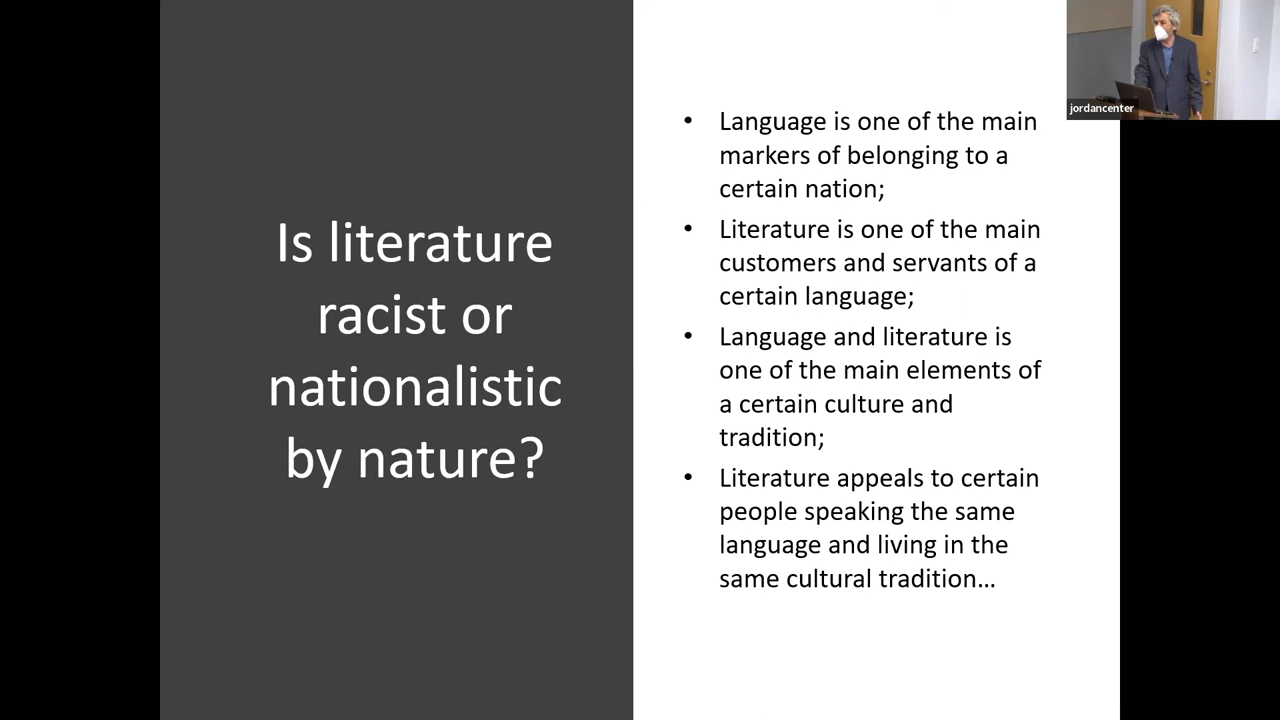 Is literature
racist or
nationalistic
by nature?
• Language is one of the main
markers of belonging to a
certain nation;
• Literature is one of the main
customers and servants of a
certain language;
• Language and literature is
one of the main elements of
a certain culture and
tradition;
• Literature appeals to certain
people speaking the same
language and living in the
same cultural tradition…
jordancenter